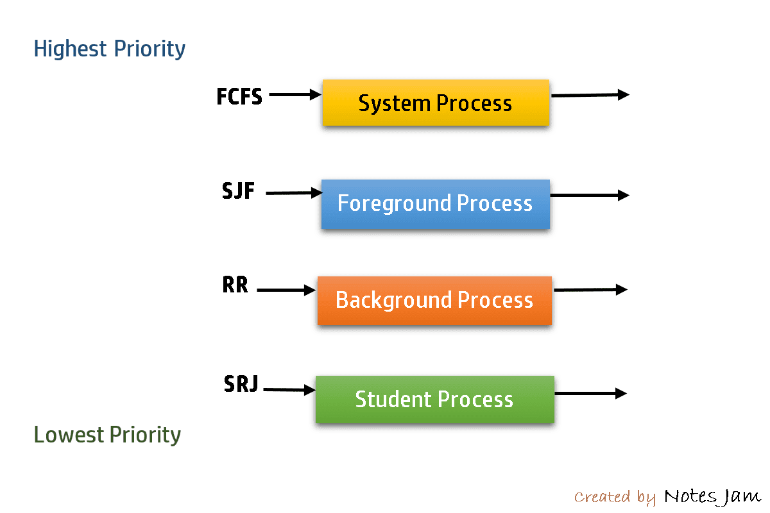 Highest Priority
FCFS
System Process
SJF
Foreground Process
RR
Background Process
SRJ
Student Process
Lowest Priority
Created by Notes Jam